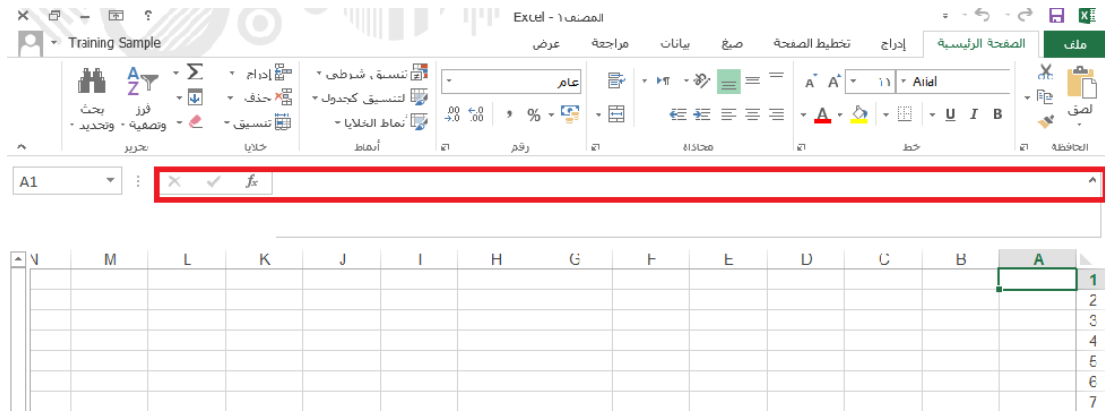 المصنف١ - Excel ?
ملف الصفحة الرئيسية إدراج تخطيط الصفحة صيغ بيانات مراجعة عرض Training Sample
Arial ١١ عام تنسيق شرطي إدراج Σ
لصق لتنسيق كجدول حذف فرز بحث
B I U A % , أنماط الخلايا تنسيق وتصفية وتحديد
الحافظة خط محاذاة رقم أنماط خلايا تحرير
A1 fx
N M L K J I H G F E D C B A
1
2
3
4
5
6
7